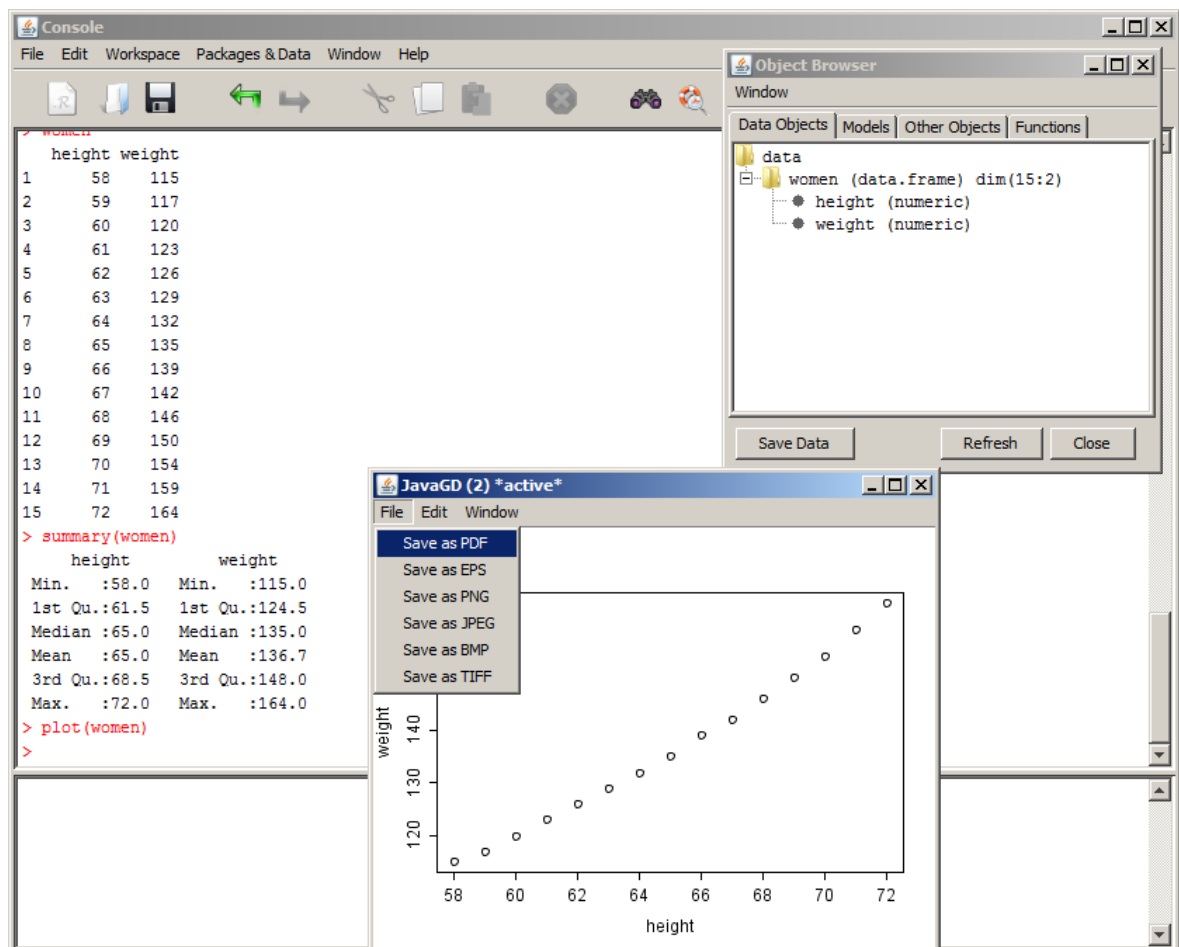 Console
File Edit Workspace Packages & Data Window Help
> women
height weight
1 58 115
2 59 117
3 60 120
4 61 123
5 62 126
6 63 129
7 64 132
8 65 135
9 66 139
10 67 142
11 68 146
12 69 150
13 70 154
14 71 159
15 72 164
> summary(women)
height weight
Min. :58.0 Min. :115.0
1st Qu.:61.5 1st Qu.:124.5
Median :65.0 Median :135.0
Mean :65.0 Mean :136.7
3rd Qu.:68.5 3rd Qu.:148.0
Max. :72.0 Max. :164.0
> plot(women)
>
Object Browser
Window
Data Objects Models Other Objects Functions
data
women (data.frame) dim(15:2)
height (numeric)
weight (numeric)
Save Data Refresh Close
JavaGD (2) *active*
File Edit Window
Save as PDF
Save as EPS
Save as PNG
Save as JPEG
Save as BMP
Save as TIFF
weight
140
130
120
58 60 62 64 66 68 70 72
height